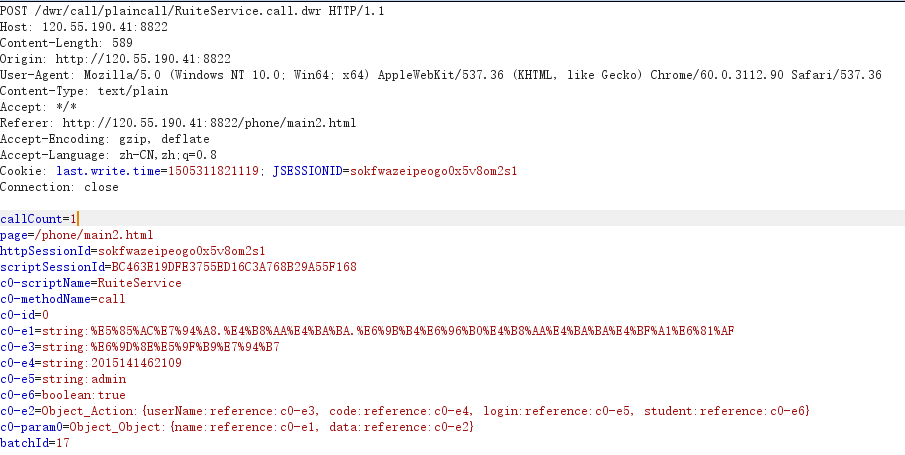 POST /dwr/call/plaincall/RuiteService.call.dwr HTTP/1.1
Host: 120.55.190.41:8822
Content-Length: 589
Origin: http://120.55.190.41:8822
User-Agent: Mozilla/5.0 (Windows NT 10.0; Win64; x64) AppleWebKit/537.36 (KHTML, like Gecko) Chrome/60.0.3112.90 Safari/537.36
Content-Type: text/plain
Accept: */*
Referer: http://120.55.190.41:8822/phone/main2.html
Accept-Encoding: gzip, deflate
Accept-Language: zh-CN,zh;q=0.8
Cookie: last.write.time=1505311821119; JSESSIONID=sokfwazeipeogo0x5v8om2s1
Connection: close
callCount=1
page=/phone/main2.html
httpSessionId=sokfwazeipeogo0x5v8om2s1
scriptSessionId=BC463E19DFE3755ED16C3A768B29A55F168
c0-scriptName=RuiteService
c0-methodName=call
c0-id=0
c0-e1=string:%E5%85%AC%E7%94%A8.%E4%B8%AA%E4%BA%BA.%E6%9B%B4%E6%96%B0%E4%B8%AA%E4%BA%BA%E4%BF%A1%E6%81%AF
c0-e3=string:%E6%9D%8E%E5%9F%B9%E7%94%B7
c0-e4=string:2015141462109
c0-e5=string:admin
c0-e6=boolean:true
c0-e2=Object_Action:{userName:reference:c0-e3, code:reference:c0-e4, login:reference:c0-e5, student:reference:c0-e6}
c0-param0=Object_Object:{name:reference:c0-e1, data:reference:c0-e2}
batchId=17